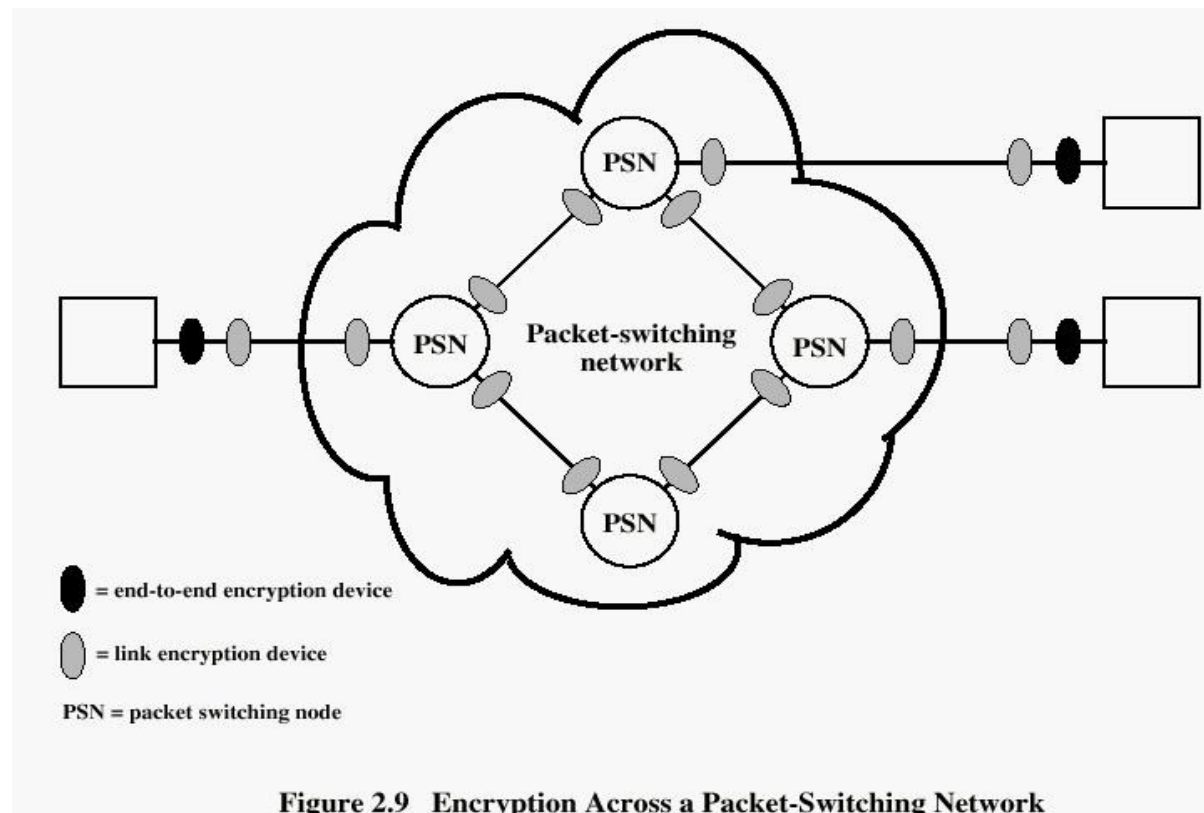 PSN
PSN
Packet-switching
network
PSN
PSN
= end-to-end encryption device
= link encryption device
PSN = packet switching node
Figure 2.9 Encryption Across a Packet-Switching Network